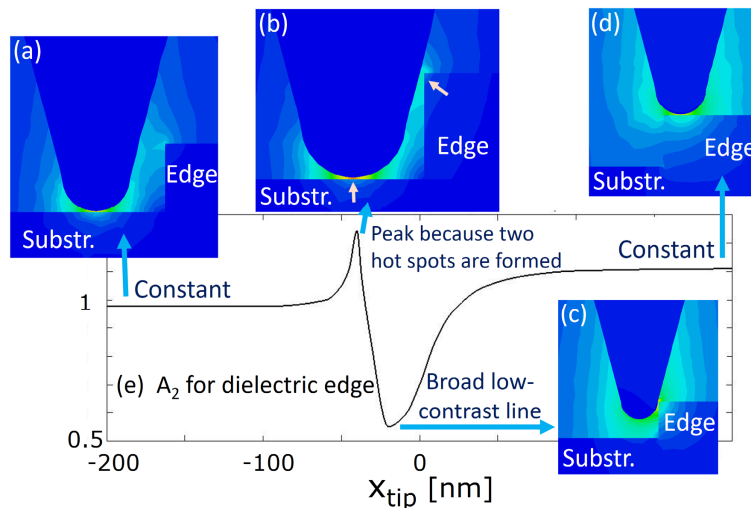 (a)
Edge
Substr.
(b)
Edge
Substr.
(d)
Edge
Substr.
Constant
Peak because two
hot spots are formed
Constant
1
(e) A₂ for dielectric edge
Broad low-
contrast line
(c)
Edge
Substr.
0.5
-200
-100
0
x_tip [nm]